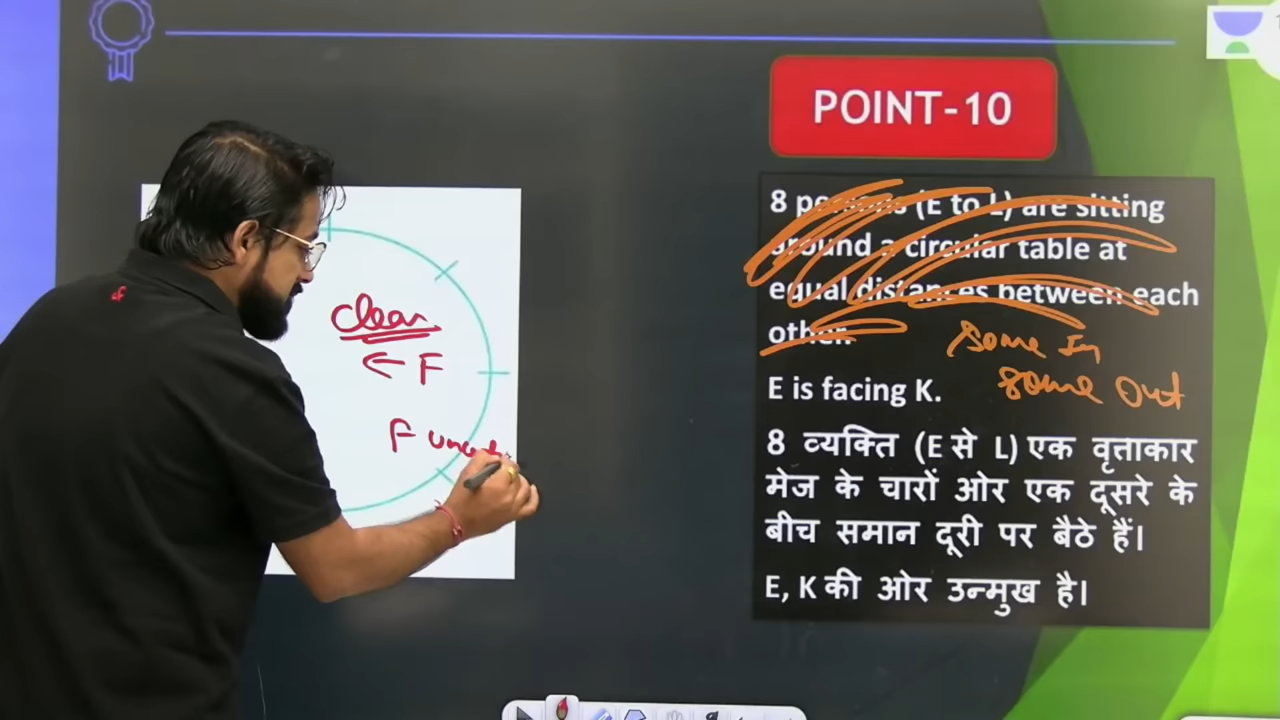 POINT-10
8 persons (E to L) are sitting
around a circular table at
equal distances between each
other.
Some In
some out
E is facing K.
8 व्यक्ति (E से L) एक वृत्ताकार
मेज के चारों ओर एक दूसरे के
बीच समान दूरी पर बैठे हैं।
E, K की ओर उन्मुख है।
clear
← F
F